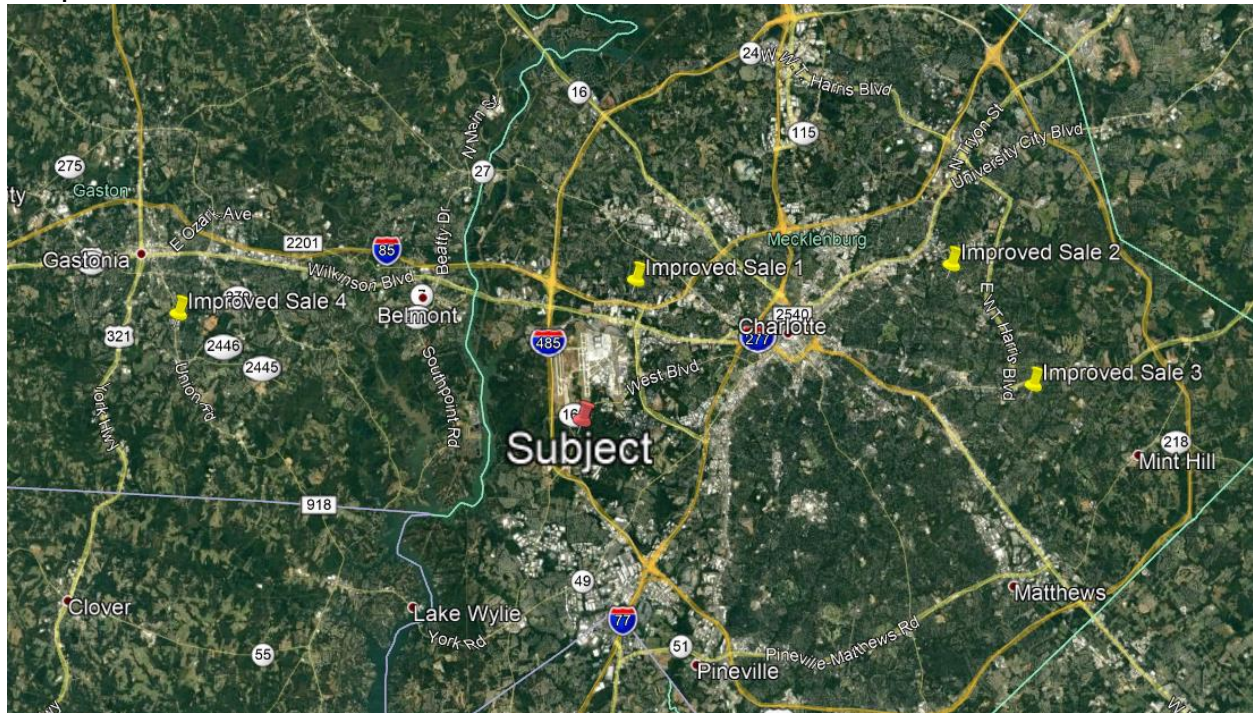 24
W W.T. Harris Blvd
16
115
N Main St
N Tryon St
University City Blvd
27
275
Gaston
ity
E Ozark Ave
2201
85
Beatty Dr
Mecklenburg
Gastonia
Wilkinson Blvd
Improved Sale 1
Improved Sale 2
Improved Sale 4
7
Belmont
2540
Charlotte
277
485
E W.T. Harris Blvd
321
2446
2445
Southpoint Rd
West Blvd
Improved Sale 3
Union Rd
York Hwy
16
Subject
218
Mint Hill
918
49
Clover
Lake Wylie
York Rd
77
Matthews
55
51
Pineville-Matthews Rd
Pineville